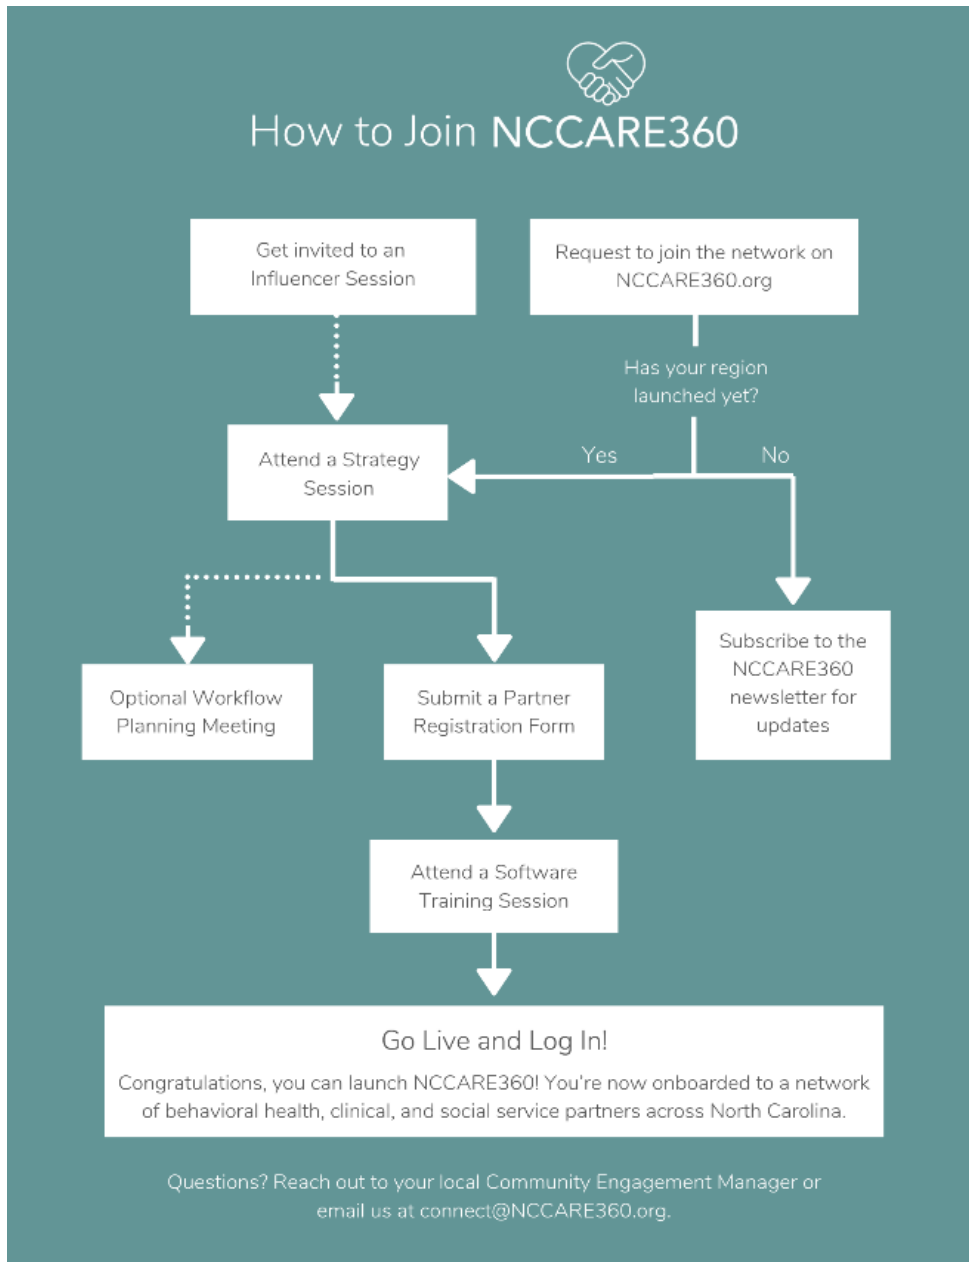 How to Join NCCARE360
Get invited to an
Influencer Session
Request to join the network on
NCCARE360.org
Has your region
launched yet?
Yes
No
Attend a Strategy
Session
Optional Workflow
Planning Meeting
Submit a Partner
Registration Form
Subscribe to the
NCCARE360
newsletter for
updates
Attend a Software
Training Session
Go Live and Log In!
Congratulations, you can launch NCCARE360! You're now onboarded to a network
of behavioral health, clinical, and social service partners across North Carolina.
Questions? Reach out to your local Community Engagement Manager or
email us at connect@NCCARE360.org.